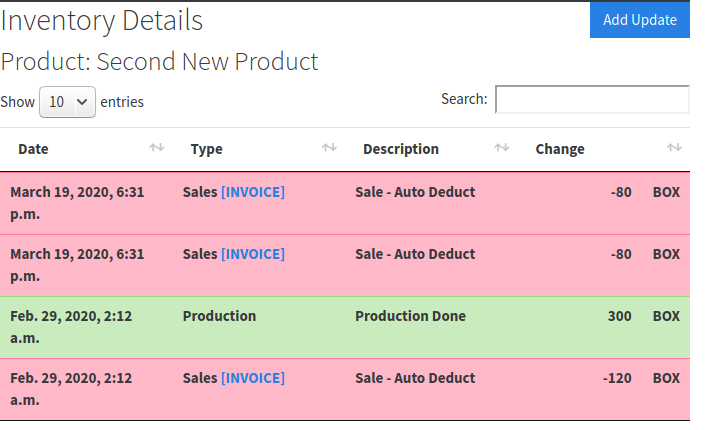 Inventory Details
Add Update
Product: Second New Product
Show 10 entries
Search:
Date Type Description Change
March 19, 2020, 6:31 Sales [INVOICE] Sale - Auto Deduct -80 BOX
p.m.
March 19, 2020, 6:31 Sales [INVOICE] Sale - Auto Deduct -80 BOX
p.m.
Feb. 29, 2020, 2:12 Production Production Done 300 BOX
a.m.
Feb. 29, 2020, 2:12 Sales [INVOICE] Sale - Auto Deduct -120 BOX
a.m.